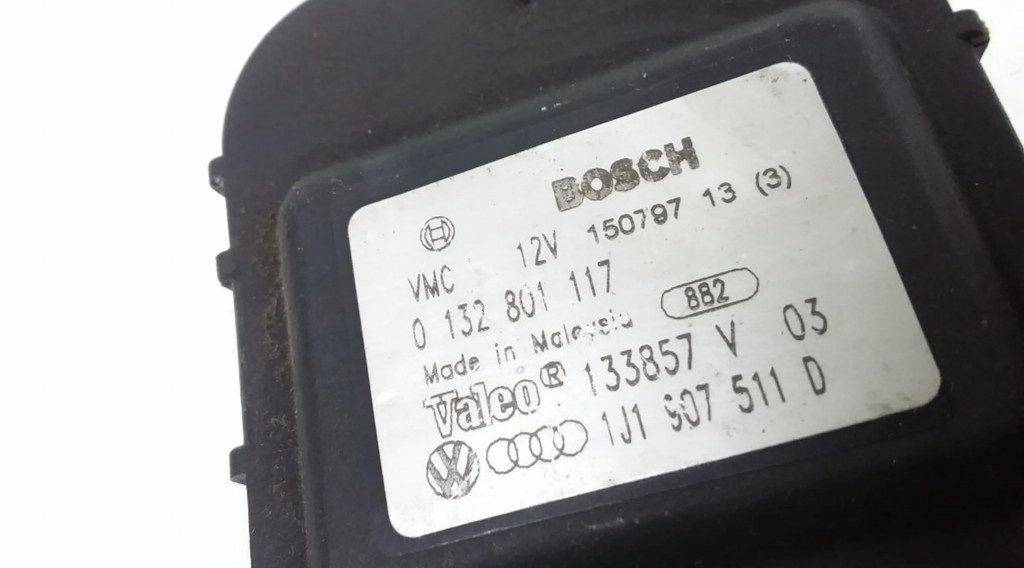 BOSCH
12V 150797 13 (3)
VMC
0 132 801 117
Made in Malaysia 882
Valeo® 133857 V 03
1J1 907 511 D